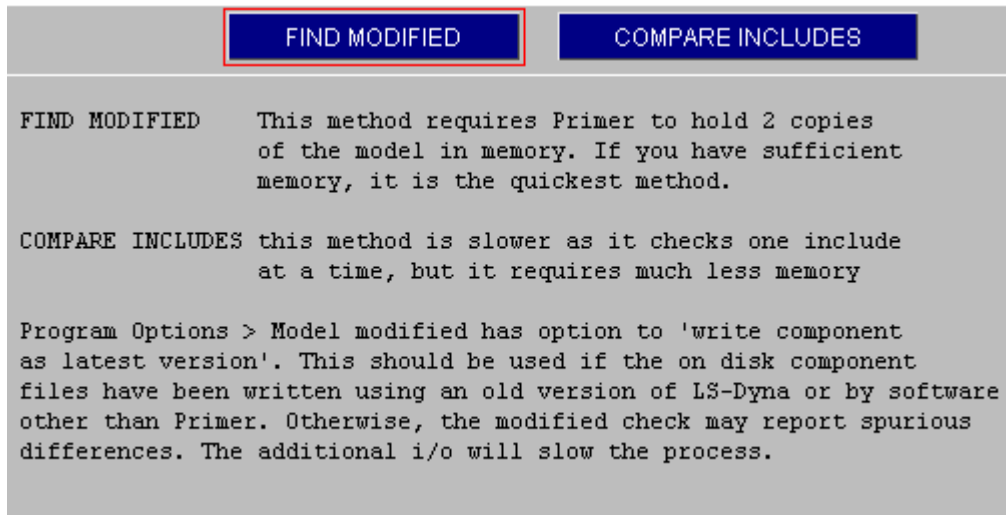 FIND MODIFIED COMPARE INCLUDES
FIND MODIFIED This method requires Primer to hold 2 copies
of the model in memory. If you have sufficient
memory, it is the quickest method.
COMPARE INCLUDES this method is slower as it checks one include
at a time, but it requires much less memory
Program Options > Model modified has option to 'write component
as latest version'. This should be used if the on disk component
files have been written using an old version of LS-Dyna or by software
other than Primer. Otherwise, the modified check may report spurious
differences. The additional i/o will slow the process.